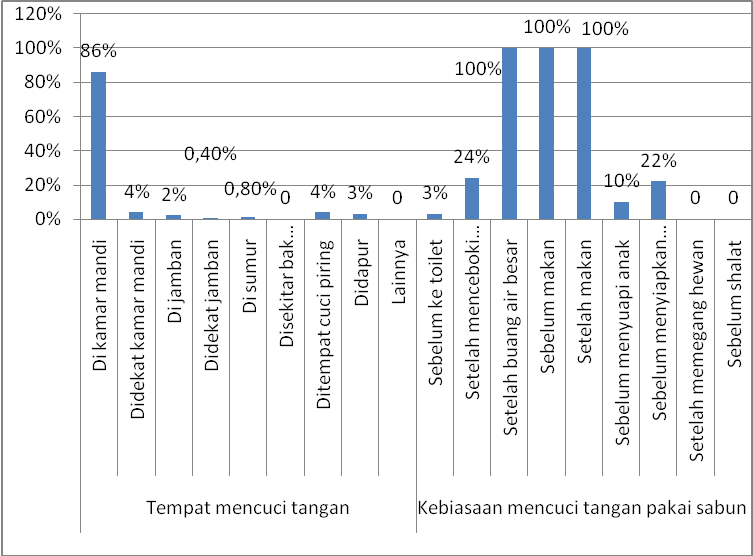 120%
100%
80%
60%
40%
20%
0%
86%
4%
2%
0,40%
0,80%
0
4%
3%
0
3%
24%
100%
100%
100%
10%
22%
0
0
Di kamar mandi
Didekat kamar mandi
Di jamban
Didekat jamban
Di sumur
Disekitar bak...
Ditempat cuci piring
Didapur
Lainnya
Sebelum ke toilet
Setelah menceboki...
Setelah buang air besar
Sebelum makan
Setelah makan
Sebelum menyuapi anak
Sebelum menyiapkan...
Setelah memegang hewan
Sebelum shalat
Tempat mencuci tangan
Kebiasaan mencuci tangan pakai sabun